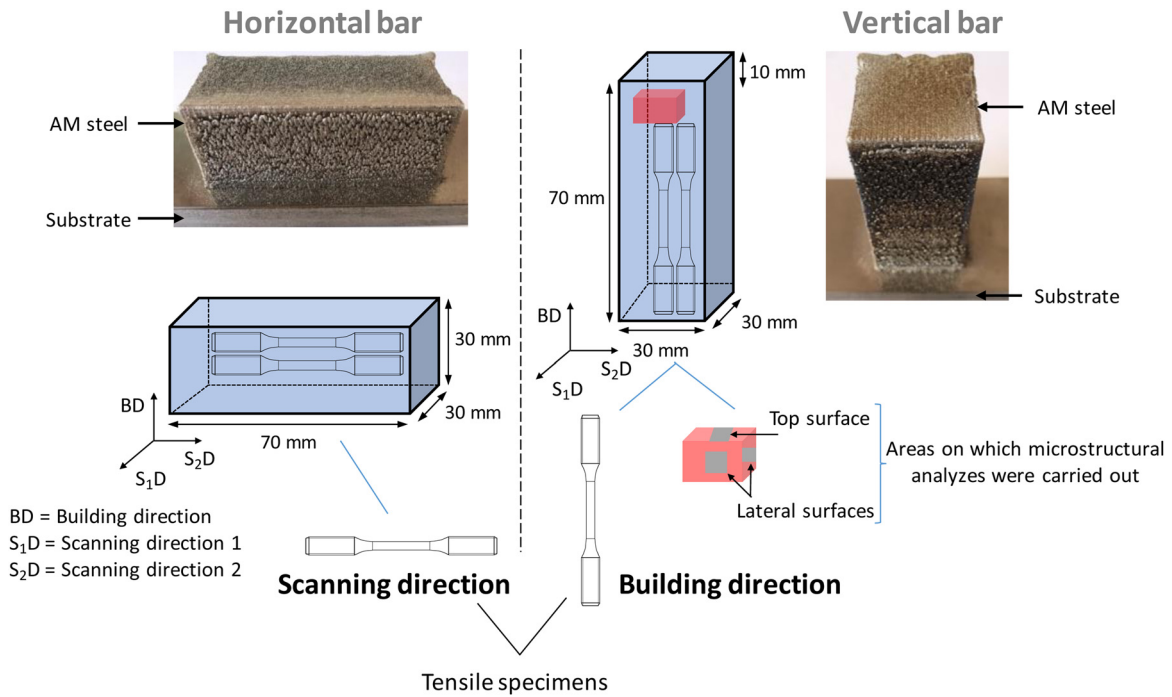 Horizontal bar
Vertical bar
AM steel
Substrate
10 mm
70 mm
AM steel
Substrate
30 mm
30 mm
BD
S₁D
S₂D
30 mm
30 mm
70 mm
BD
S₁D
S₂D
Top surface
Lateral surfaces
Areas on which microstructural
analyzes were carried out
BD = Building direction
S₁D = Scanning direction 1
S₂D = Scanning direction 2
Scanning direction
Building direction
Tensile specimens